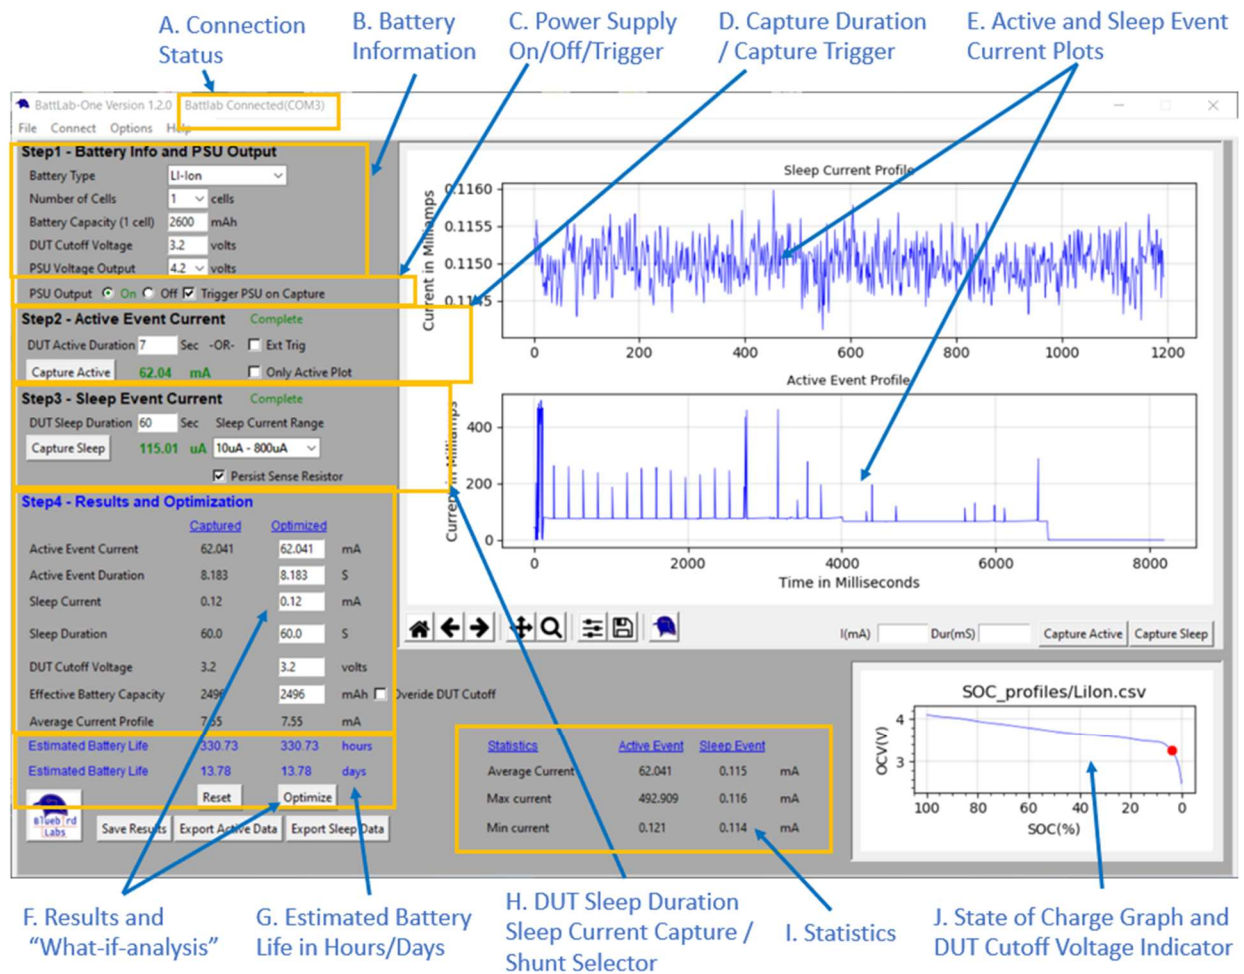 A. Connection
Status
B. Battery
Information
C. Power Supply
On/Off/Trigger
D. Capture Duration
/ Capture Trigger
E. Active and Sleep Event
Current Plots
BattLab-One Version 1.2.0 Battlab Connected(COM3)
File Connect Options Help
Step1 - Battery Info and PSU Output
Battery Type LI-Ion
Number of Cells 1 cells
Battery Capacity (1 cell) 2600 mAh
DUT Cutoff Voltage 3.2 volts
PSU Voltage Output 4.2 volts
PSU Output On Off Trigger PSU on Capture
Step2 - Active Event Current Complete
DUT Active Duration 7 Sec -OR- Ext Trig
Capture Active 62.04 mA Only Active Plot
Step3 - Sleep Event Current Complete
DUT Sleep Duration 60 Sec Sleep Current Range
Capture Sleep 115.01 uA 10uA - 800uA
Persist Sense Resistor
Step4 - Results and Optimization
Captured Optimized
Active Event Current 62.041 62.041 mA
Active Event Duration 8.183 8.183 S
Sleep Current 0.12 0.12 mA
Sleep Duration 60.0 60.0 S
DUT Cutoff Voltage 3.2 3.2 volts
Effective Battery Capacity 2496 2496 mAh Overide DUT Cutoff
Average Current Profile 7.55 7.55 mA
Estimated Battery Life 330.73 330.73 hours
Estimated Battery Life 13.78 13.78 days
Reset Optimize
Bluebird
Labs
Save Results Export Active Data Export Sleep Data
Sleep Current Profile
Current in Milliamps
0.1160
0.1155
0.1150
0.1145
0 200 400 600 800 1000 1200
Active Event Profile
Current in Milliamps
400
200
0
0 2000 4000 6000 8000
Time in Milliseconds
I(mA) Dur(mS) Capture Active Capture Sleep
Statistics Active Event Sleep Event
Average Current 62.041 0.115 mA
Max current 492.909 0.116 mA
Min current 0.121 0.114 mA
SOC_profiles/LiIon.csv
OCV(V)
4
3
100 80 60 40 20 0
SOC(%)
F. Results and
"What-if-analysis"
G. Estimated Battery
Life in Hours/Days
H. DUT Sleep Duration
Sleep Current Capture /
Shunt Selector
I. Statistics
J. State of Charge Graph and
DUT Cutoff Voltage Indicator